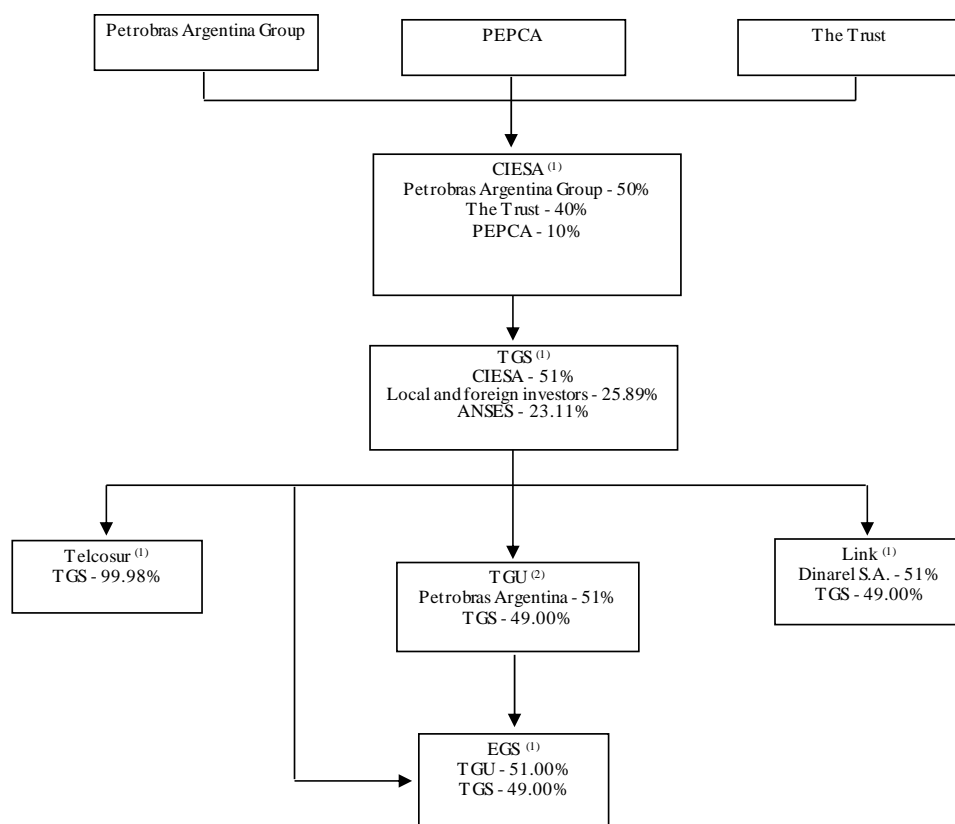 Petrobras Argentina Group
PEPCA
The Trust
CIESA (1)
Petrobras Argentina Group - 50%
The Trust - 40%
PEPCA - 10%
TGS (1)
CIESA - 51%
Local and foreign investors - 25.89%
ANSES - 23.11%
Telcosur (1)
TGS - 99.98%
TGU (2)
Petrobras Argentina - 51%
TGS - 49.00%
Link (1)
Dinarel S.A. - 51%
TGS - 49.00%
EGS (1)
TGU - 51.00%
TGS - 49.00%